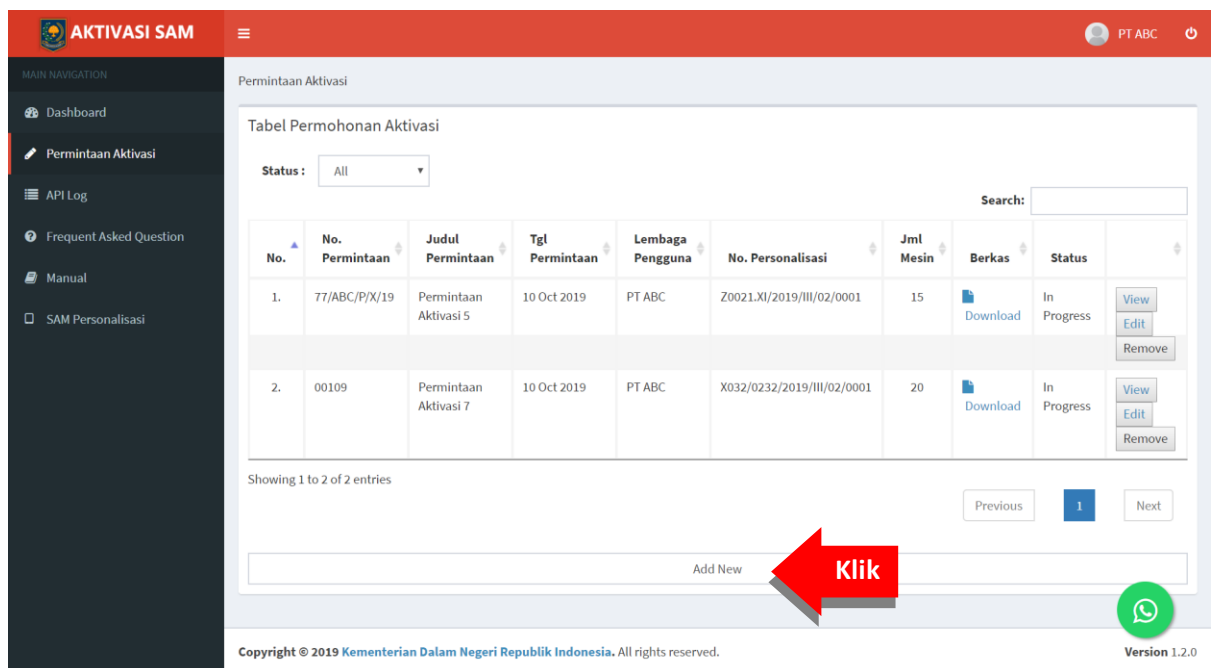 AKTIVASI SAM
PT ABC
MAIN NAVIGATION
Dashboard
Permintaan Aktivasi
API Log
Frequent Asked Question
Manual
SAM Personalisasi
Permintaan Aktivasi
Tabel Permohonan Aktivasi
Status : All
Search:
No. No. Permintaan Judul Permintaan Tgl Permintaan Lembaga Pengguna No. Personalisasi Jml Mesin Berkas Status
1. 77/ABC/P/X/19 Permintaan Aktivasi 5 10 Oct 2019 PT ABC Z0021.XI/2019/III/02/0001 15 Download In Progress View Edit Remove
2. 00109 Permintaan Aktivasi 7 10 Oct 2019 PT ABC X032/0232/2019/III/02/0001 20 Download In Progress View Edit Remove
Showing 1 to 2 of 2 entries
Previous 1 Next
Add New
Klik
Copyright © 2019 Kementerian Dalam Negeri Republik Indonesia. All rights reserved.
Version 1.2.0